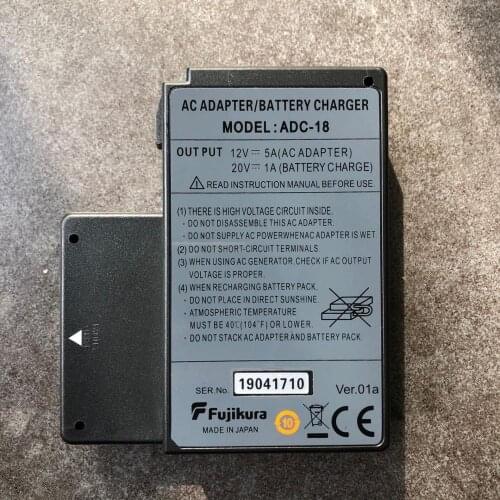 AC ADAPTER/BATTERY CHARGER
MODEL : ADC-18
OUT PUT 12V⎓ 5A(AC ADAPTER)
20V⎓ 1A(BATTERY CHARGE)
⚠ READ INSTRUCTION MANUAL BEFORE USE.
(1) THERE IS HIGH VOLTAGE CIRCUIT INSIDE.
· DO NOT DISASSEMBLE THIS AC ADAPTOR.
· DO NOT SUPPLY AC POWERWHENAC ADAPTER IS WET.
(2) DO NOT SHORT-CIRCUIT TERMINALS.
(3) WHEN USING AC GENERATOR.CHECK IF AC OUTPUT
VOLTAGE IS PROPER.
(4) WHEN RECHARGING BATTERY PACK.
· DO NOT PLACE IN DIRECT SUNSHINE.
· ATMOSPHERIC TEMPERATURE
MUST BE 40℃(104°F) OR LOWER.
· DO NOT STACK AC ADAPTOR AND BATTERY PACK.
SER.No. 19041710 Ver.01a
Fujikura
MADE IN JAPAN
10
CE